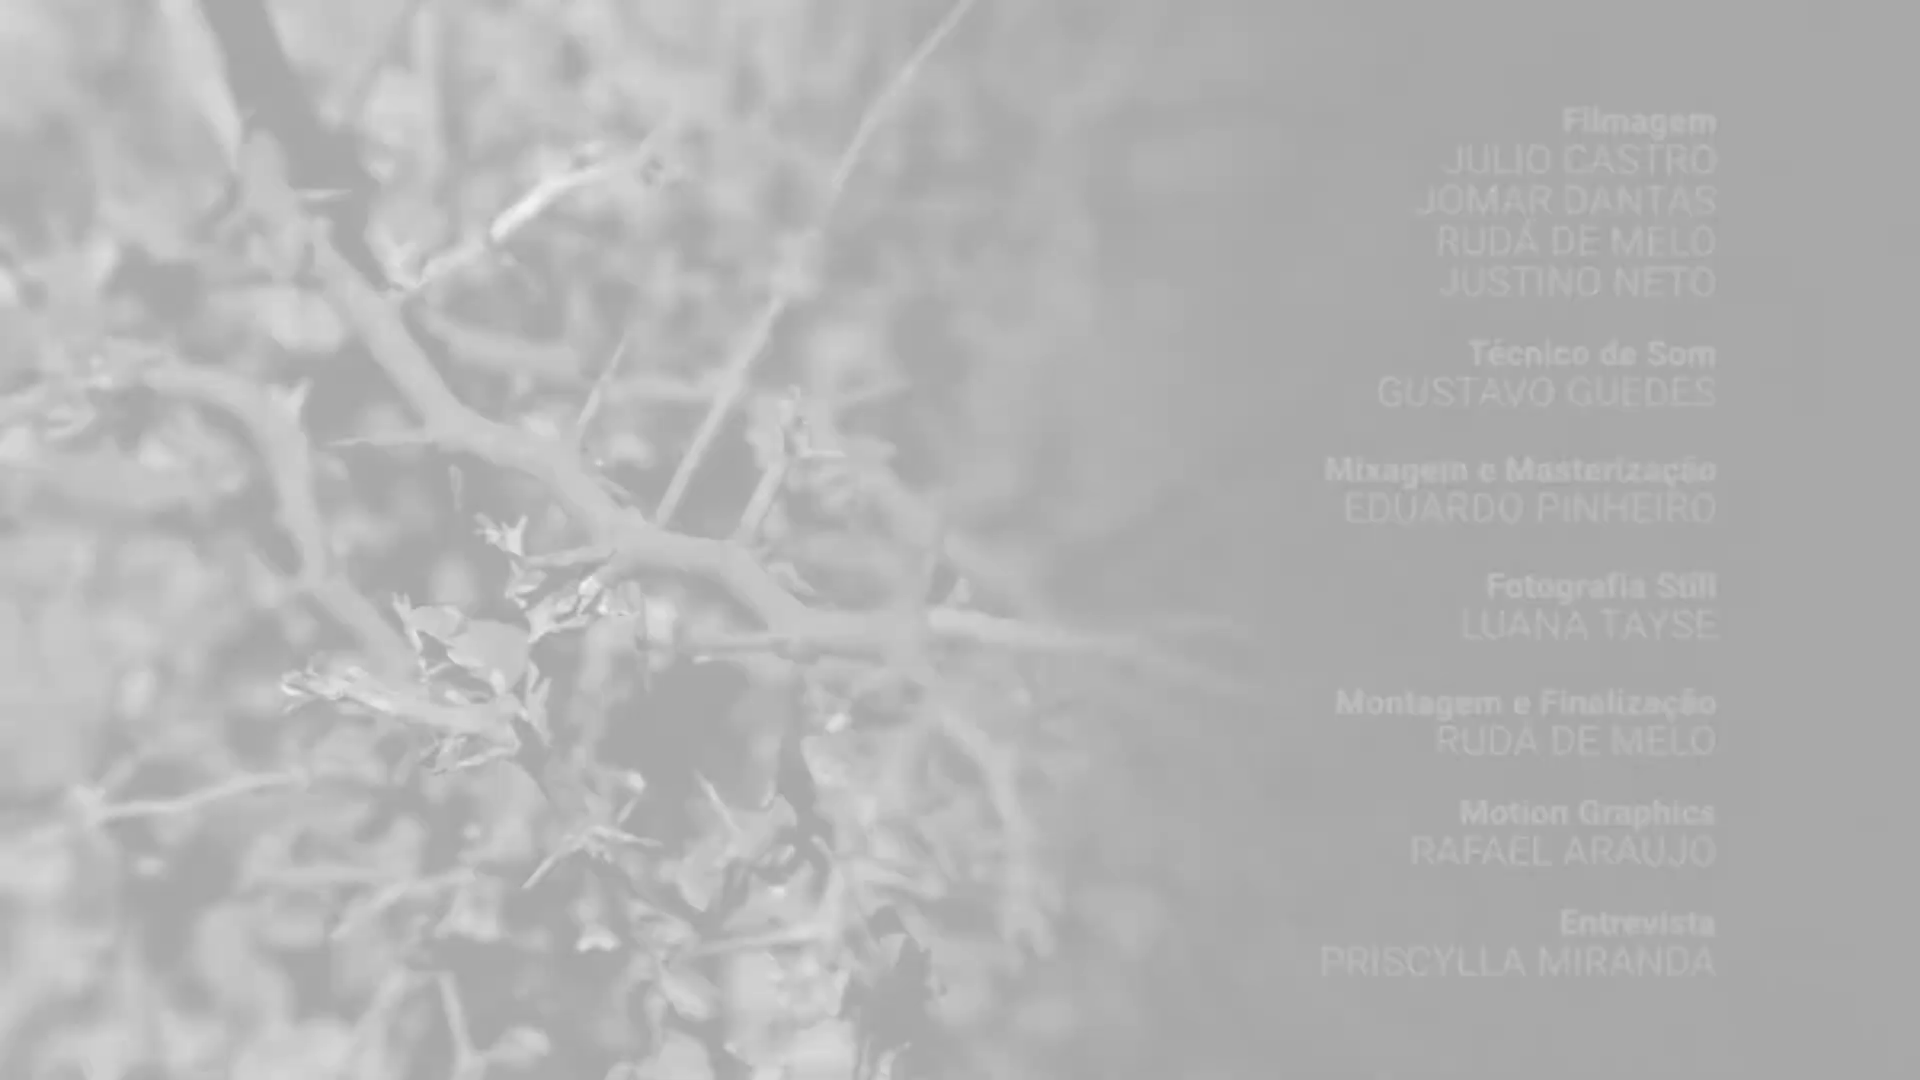 Filmagem
JULIO CASTRO
JOMAR DANTAS
RUDÁ DE MELO
JUSTINO NETO
Técnico de Som
GUSTAVO GUEDES
Mixagem e Masterização
EDUARDO PINHEIRO
Fotografia Still
LUANA TAYSE
Montagem e Finalização
RUDÁ DE MELO
Motion Graphics
RAFAEL ARAÚJO
Entrevista
PRISCYLLA MIRANDA